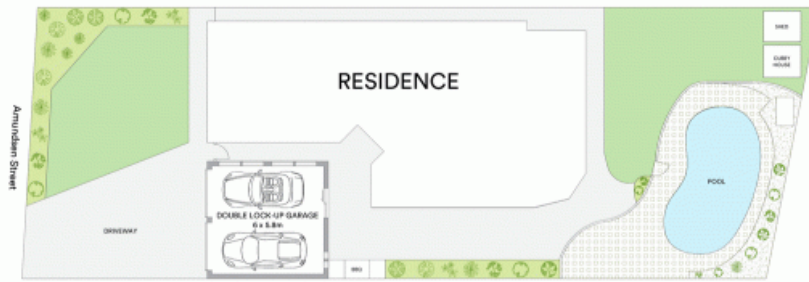 Amundsen Street
RESIDENCE
SHED
CUBBY
HOUSE
POOL
DOUBLE LOCK-UP GARAGE
6 x 5.8m
DRIVEWAY
BBQ